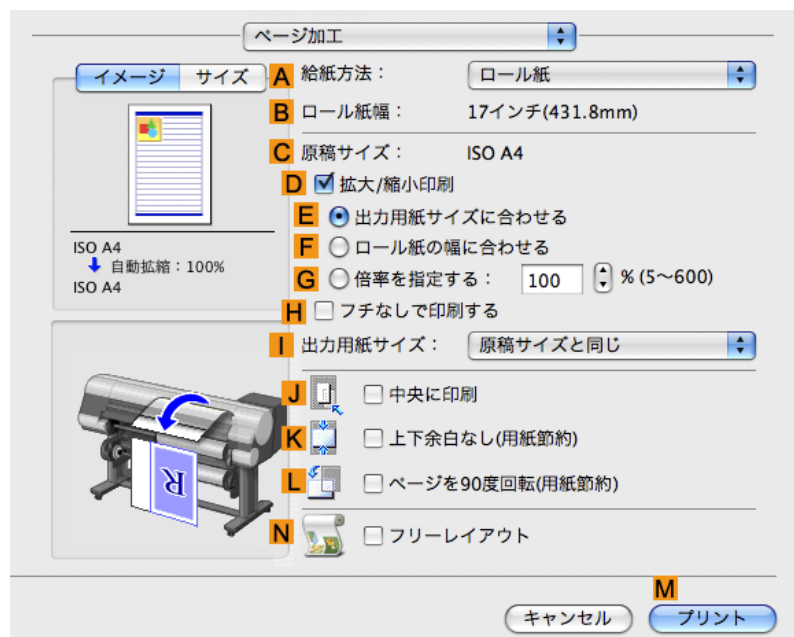 ページ加工
イメージ サイズ
A 給紙方法： ロール紙
B ロール紙幅： 17インチ(431.8mm)
C 原稿サイズ： ISO A4
D 拡大/縮小印刷
E 出力用紙サイズに合わせる
F ロール紙の幅に合わせる
G 倍率を指定する： 100 % (5～600)
H フチなしで印刷する
I 出力用紙サイズ： 原稿サイズと同じ
ISO A4
自動拡縮：100%
ISO A4
J 中央に印刷
K 上下余白なし(用紙節約)
L ページを90度回転(用紙節約)
N フリーレイアウト
R
M
キャンセル プリント